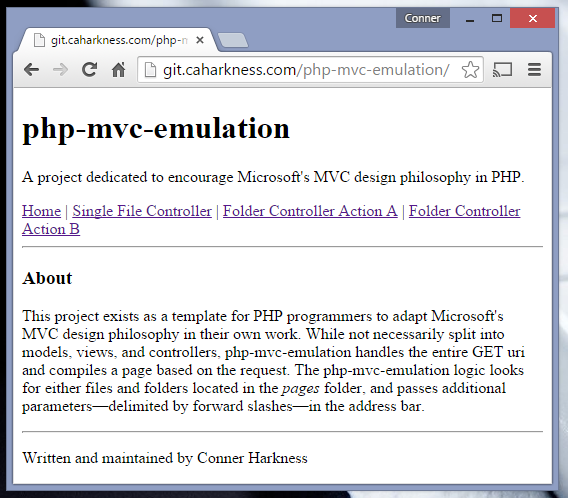 Conner
git.caharkness.com/php-m
git.caharkness.com/php-mvc-emulation/
php-mvc-emulation
A project dedicated to encourage Microsoft's MVC design philosophy in PHP.
Home | Single File Controller | Folder Controller Action A | Folder Controller
Action B
About
This project exists as a template for PHP programmers to adapt Microsoft's
MVC design philosophy in their own work. While not necessarily split into
models, views, and controllers, php-mvc-emulation handles the entire GET uri
and compiles a page based on the request. The php-mvc-emulation logic looks
for either files and folders located in the pages folder, and passes additional
parameters—delimited by forward slashes—in the address bar.
Written and maintained by Conner Harkness